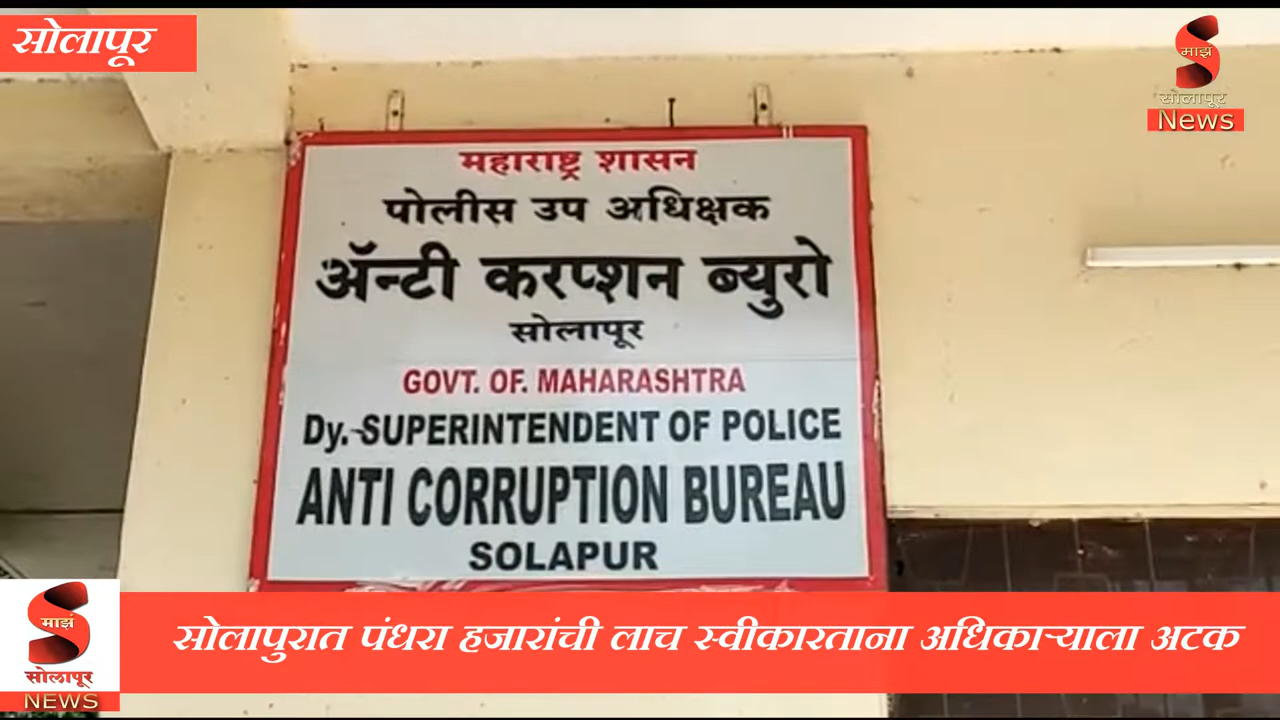 सोलापूर
माझं
सोलापूर
News
महाराष्ट्र शासन
पोलीस उप अधिक्षक
ॲन्टी करप्शन ब्युरो
सोलापूर
GOVT. OF. MAHARASHTRA
Dy. SUPERINTENDENT OF POLICE
ANTI CORRUPTION BUREAU
SOLAPUR
माझं
सोलापूर
NEWS
सोलापुरात पंधरा हजारांची लाच स्वीकारताना अधिकाऱ्याला अटक